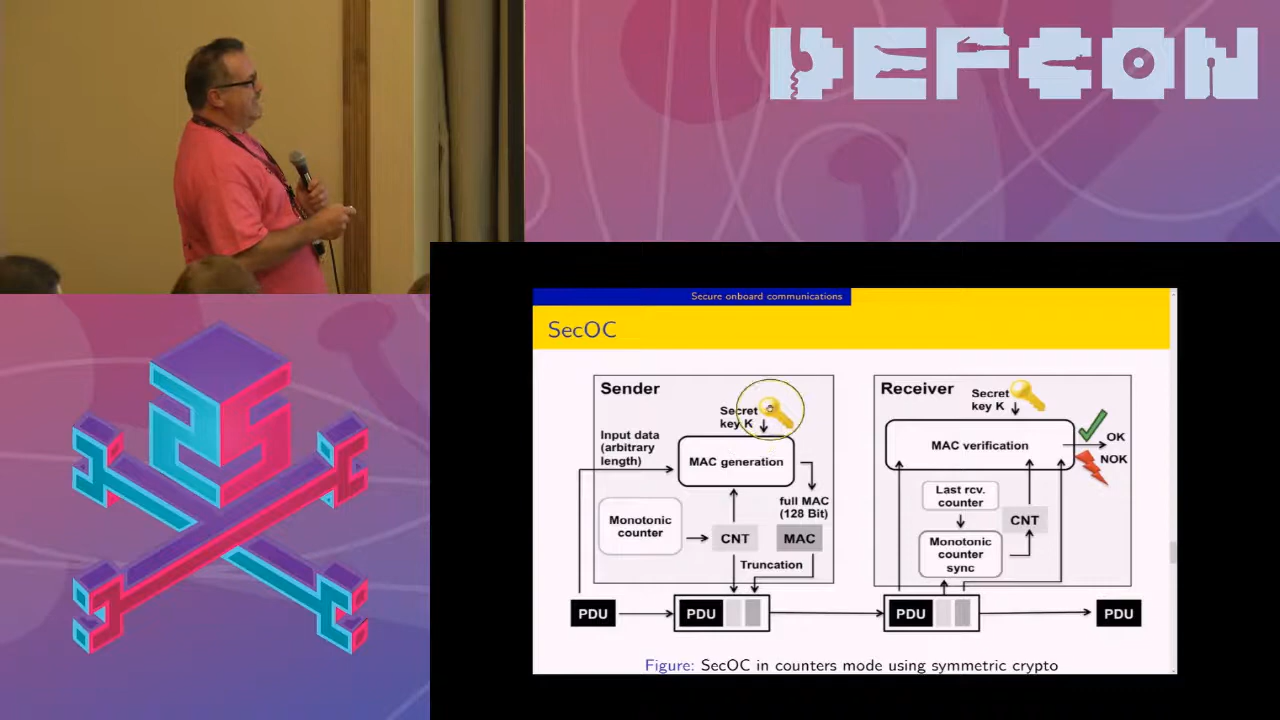 DEFCON
Secure onboard communications
SecOC
Sender
Secret
key K
Input data
(arbitrary
length)
MAC generation
full MAC
(128 Bit)
Monotonic
counter
CNT
MAC
Truncation
PDU
PDU
Receiver
Secret
key K
MAC verification
OK
NOK
Last rcv.
counter
CNT
Monotonic
counter
sync
PDU
PDU
Figure: SecOC in counters mode using symmetric crypto